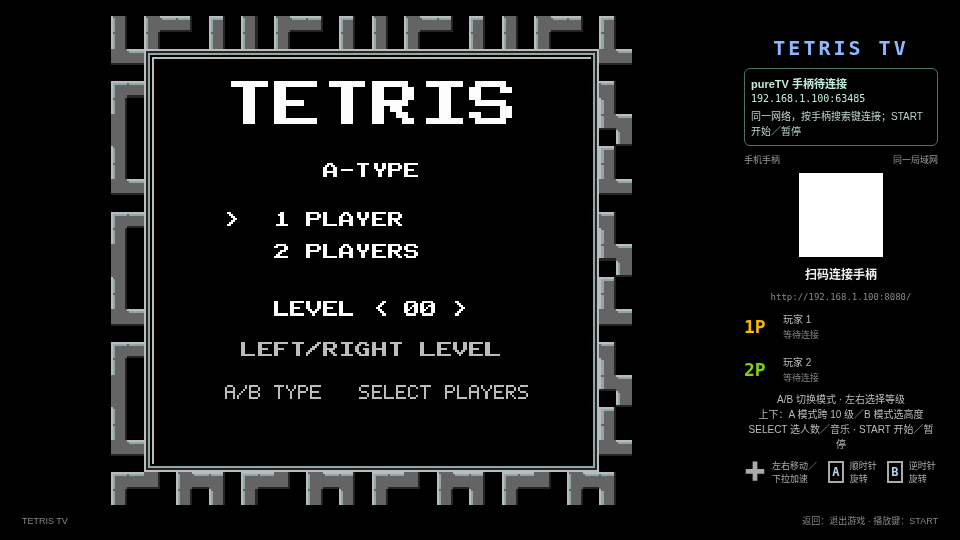 TETRIS
A-TYPE
> 1 PLAYER
2 PLAYERS
LEVEL < 00 >
LEFT/RIGHT LEVEL
A/B TYPE SELECT PLAYERS
TETRIS TV
TETRIS TV
pureTV 手柄待连接
192.168.1.100:63485
同一网络，按手柄搜索键连接；START
开始／暂停
手机手柄 同一局域网
扫码连接手柄
http://192.168.1.100:8080/
1P 玩家 1
等待连接
2P 玩家 2
等待连接
A/B 切换模式 · 左右选择等级
上下：A 模式跨 10 级／B 模式选高度
SELECT 选人数／音乐 · START 开始／暂
停
左右移动／
下拉加速
A 顺时针
旋转
B 逆时针
旋转
返回：退出游戏 · 播放键：START